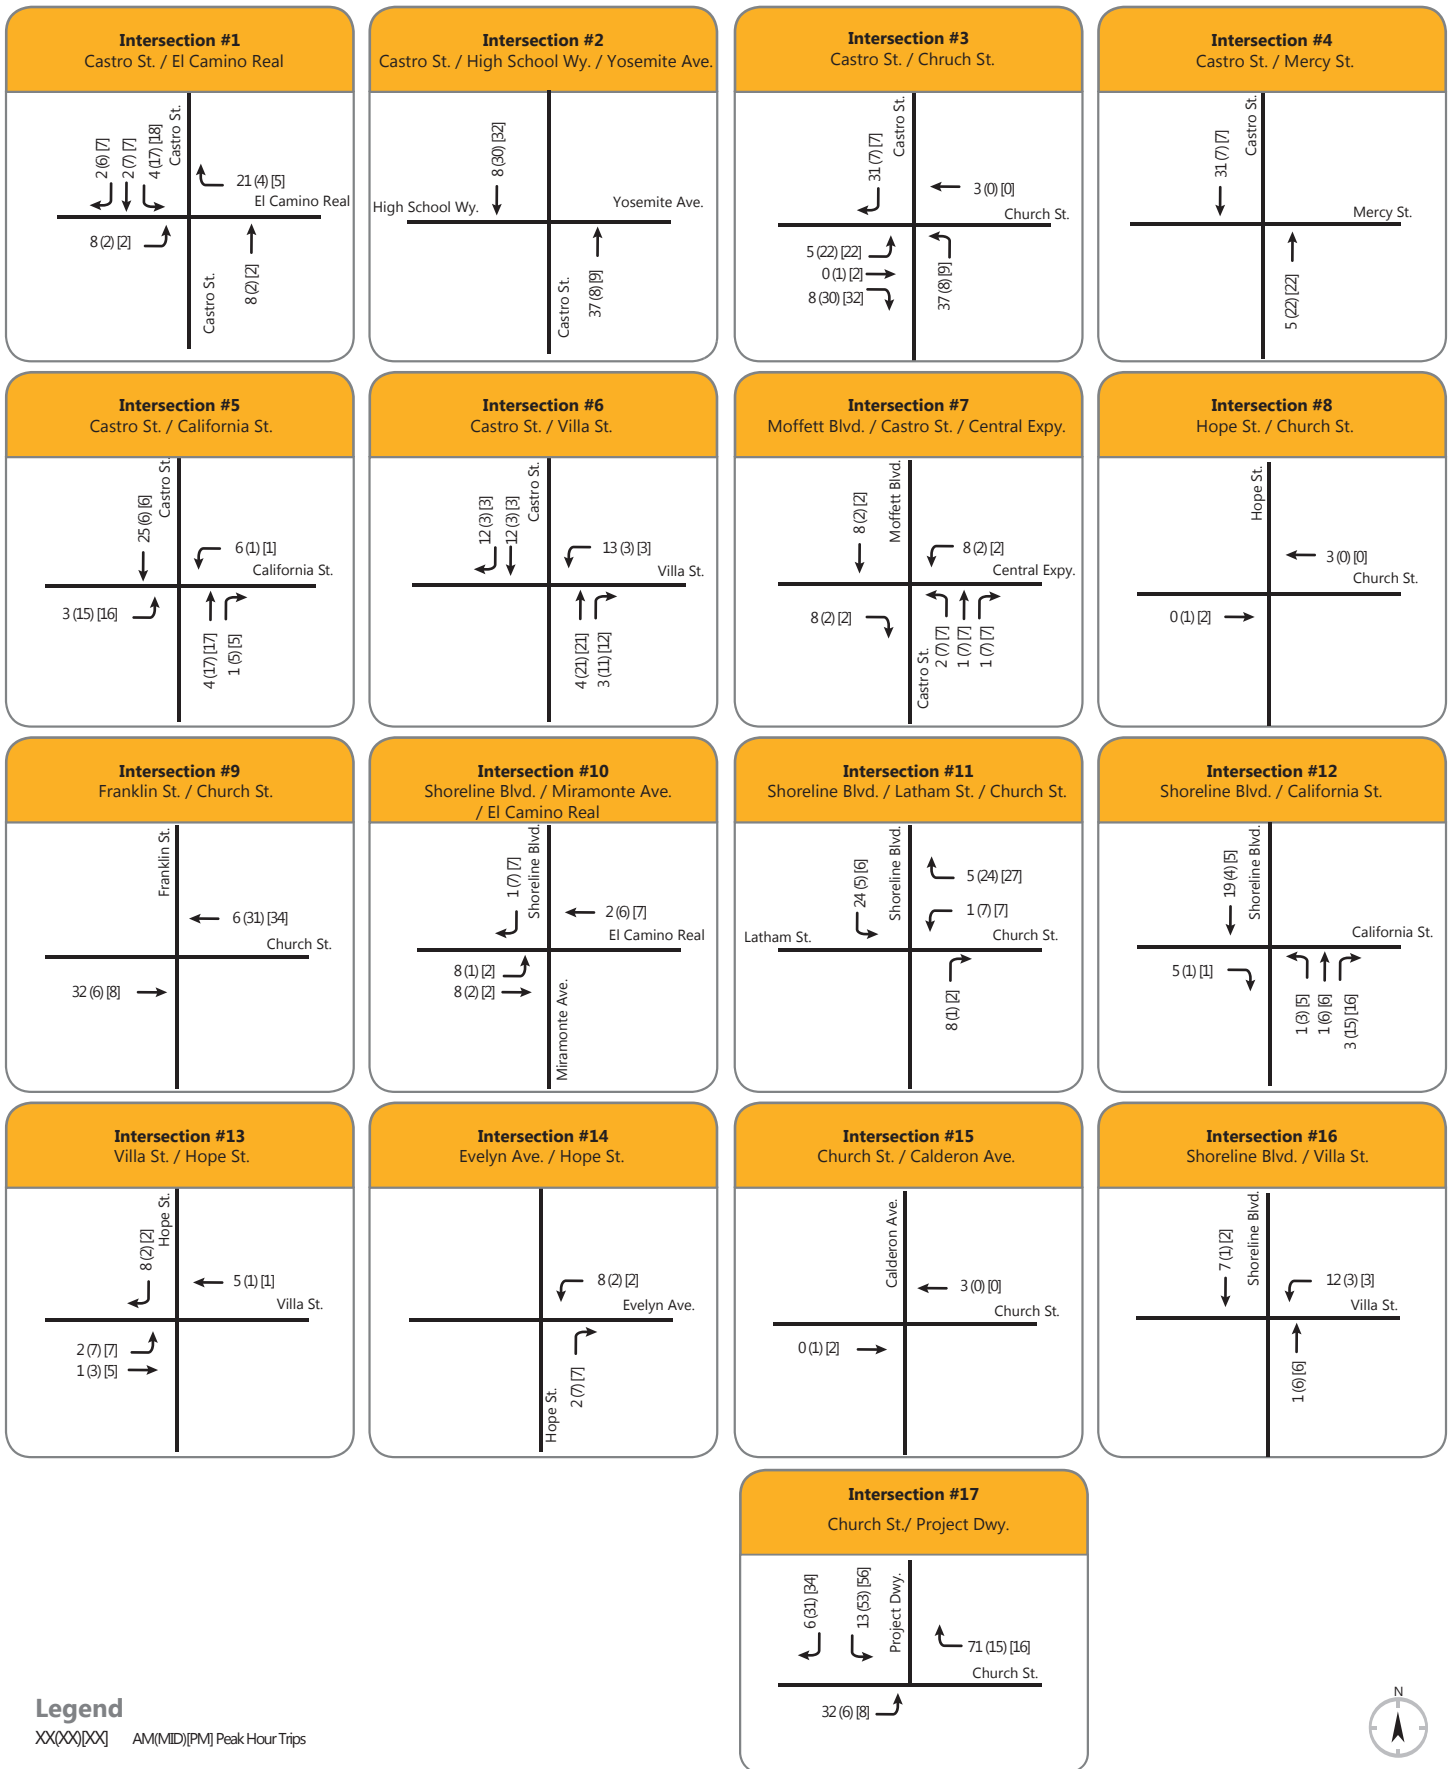 Intersection #1
Castro St. / El Camino Real
2 (6) [7]
2 (7) [7]
4 (17) [18]
Castro St.
21 (4) [5]
El Camino Real
8 (2) [2]
Castro St.
8 (2) [2]
Intersection #2
Castro St. / High School Wy. / Yosemite Ave.
8 (30) [32]
High School Wy.
Yosemite Ave.
Castro St.
37 (8) [9]
Intersection #3
Castro St. / Chruch St.
31 (7) [7]
Castro St.
3 (0) [0]
Church St.
5 (22) [22]
0 (1) [2]
8 (30) [32]
37 (8) [9]
Intersection #4
Castro St. / Mercy St.
31 (7) [7]
Castro St.
Mercy St.
5 (22) [22]
Intersection #5
Castro St. / California St.
25 (6) [6]
Castro St.
6 (1) [1]
California St.
3 (15) [16]
4 (17) [17]
1 (5) [5]
Intersection #6
Castro St. / Villa St.
12 (3) [3]
12 (3) [3]
Castro St.
13 (3) [3]
Villa St.
4 (21) [21]
3 (11) [12]
Intersection #7
Moffett Blvd. / Castro St. / Central Expy.
8 (2) [2]
Moffett Blvd.
8 (2) [2]
Central Expy.
8 (2) [2]
Castro St.
2 (7) [7]
1 (7) [7]
1 (7) [7]
Intersection #8
Hope St. / Church St.
Hope St.
3 (0) [0]
Church St.
0 (1) [2]
Intersection #9
Franklin St. / Church St.
Franklin St.
6 (31) [34]
Church St.
32 (6) [8]
Intersection #10
Shoreline Blvd. / Miramonte Ave.
/ El Camino Real
1 (7) [7]
Shoreline Blvd.
2 (6) [7]
El Camino Real
8 (1) [2]
8 (2) [2]
Miramonte Ave.
Intersection #11
Shoreline Blvd. / Latham St. / Church St.
24 (5) [6]
Shoreline Blvd.
5 (24) [27]
1 (7) [7]
Latham St.
Church St.
8 (1) [2]
Intersection #12
Shoreline Blvd. / California St.
19 (4) [5]
Shoreline Blvd.
California St.
5 (1) [1]
1 (3) [5]
1 (6) [6]
3 (15) [16]
Intersection #13
Villa St. / Hope St.
8 (2) [2]
Hope St.
5 (1) [1]
Villa St.
2 (7) [7]
1 (3) [5]
Intersection #14
Evelyn Ave. / Hope St.
8 (2) [2]
Evelyn Ave.
Hope St.
2 (7) [7]
Intersection #15
Church St. / Calderon Ave.
Calderon Ave.
3 (0) [0]
Church St.
0 (1) [2]
Intersection #16
Shoreline Blvd. / Villa St.
7 (1) [2]
Shoreline Blvd.
12 (3) [3]
Villa St.
1 (6) [6]
Intersection #17
Church St./ Project Dwy.
6 (31) [34]
13 (53) [56]
Project Dwy.
71 (15) [16]
Church St.
32 (6) [8]
Legend
XX(XX)[XX] AM(MID)[PM] Peak Hour Trips
N